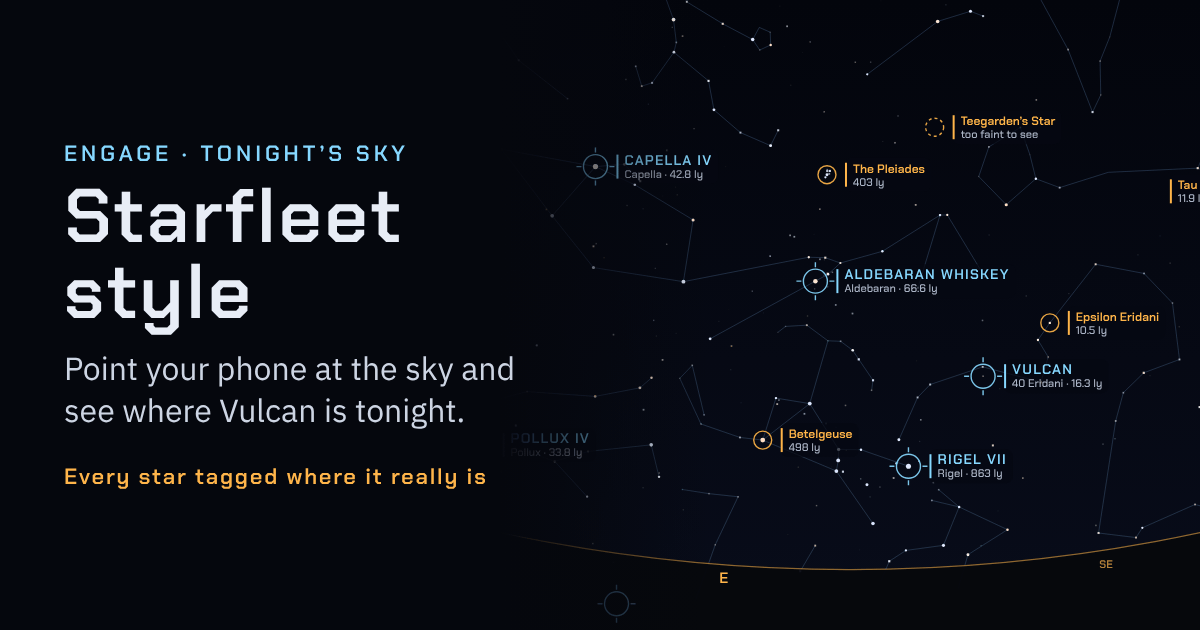 ENGAGE · TONIGHT'S SKY
Starfleet
style
Point your phone at the sky and
see where Vulcan is tonight.
Every star tagged where it really is
Teegarden's Star
too faint to see
CAPELLA IV
Capella · 42.8 ly
The Pleiades
403 ly
Tau
11.9
ALDEBARAN WHISKEY
Aldebaran · 66.6 ly
Epsilon Eridani
10.5 ly
VULCAN
40 Eridani · 16.3 ly
POLLUX IV
Pollux · 33.8 ly
Betelgeuse
498 ly
RIGEL VII
Rigel · 863 ly
E
SE